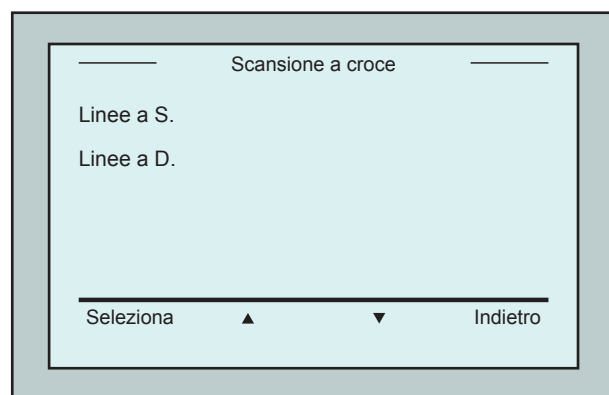 Scansione a croce
Linee a S.
Linee a D.
Seleziona ▲ ▼ Indietro